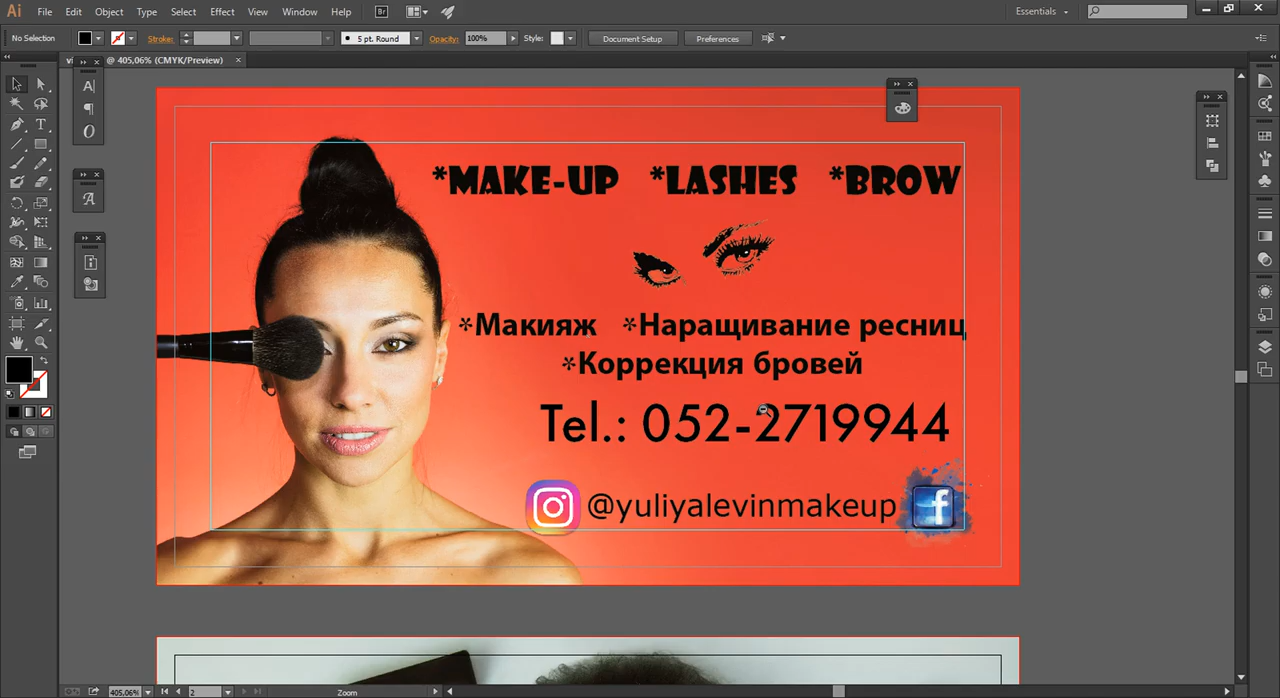 Ai File Edit Object Type Select Effect View Window Help Br Essentials
No Selection Stroke: 5 pt. Round Opacity: 100% Style: Document Setup Preferences
@ 405,06% (CMYK/Preview) ×
*MAKE-UP *LASHES *BROW
*Макияж *Наращивание ресниц
*Коррекция бровей
Tel.: 052-2719944
@yuliyalevinmakeup f
405,06% 2 Zoom